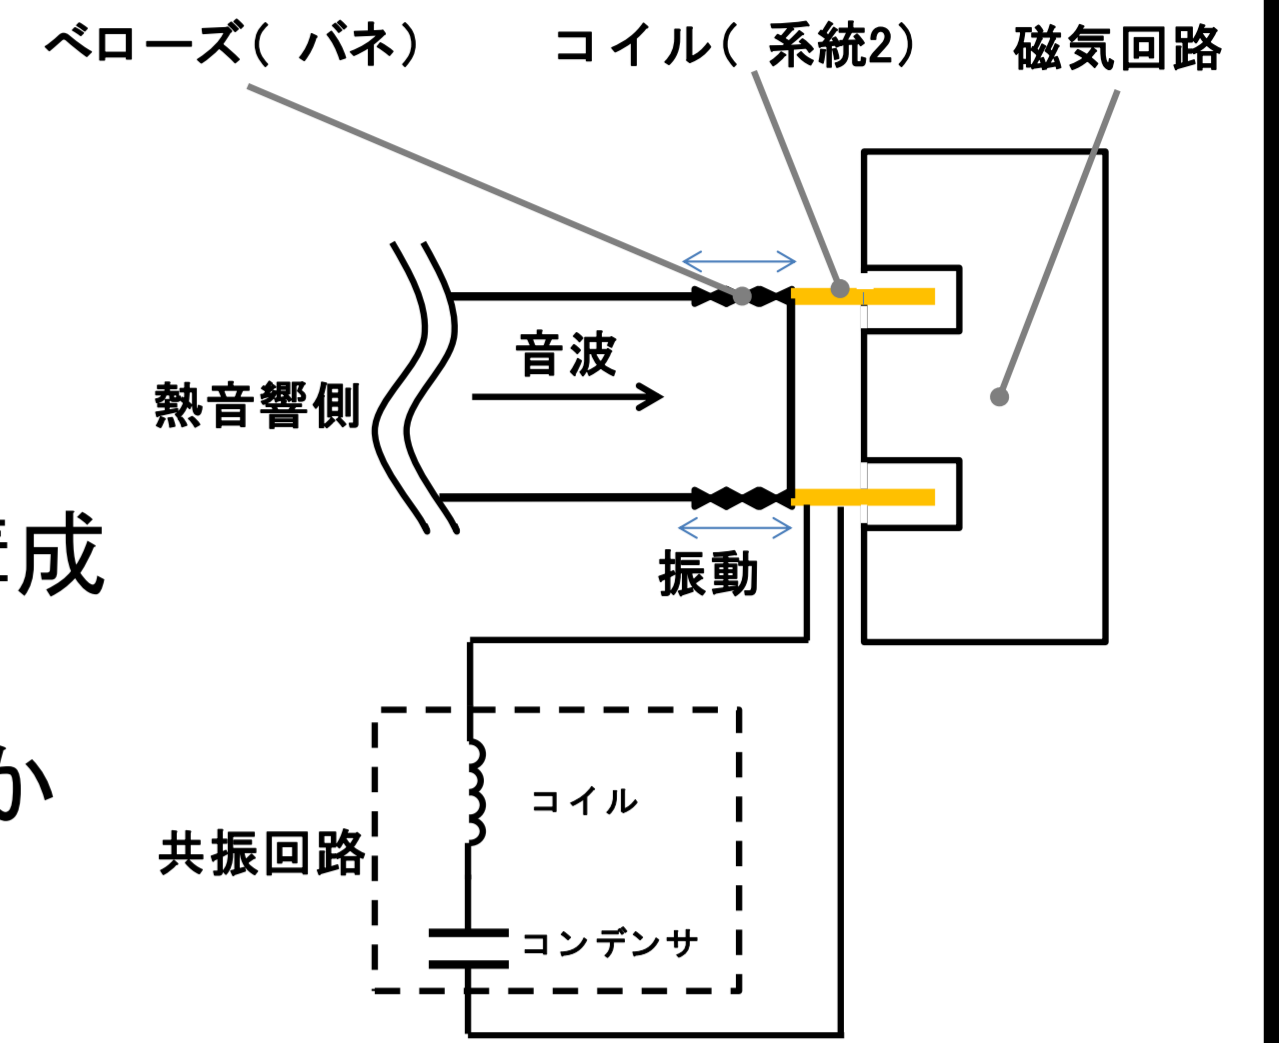 ベローズ( バネ)
コイル( 系統2)
磁気回路
音波
熱音響側
成
振動
か
コイル
共振回路
コンデンサ